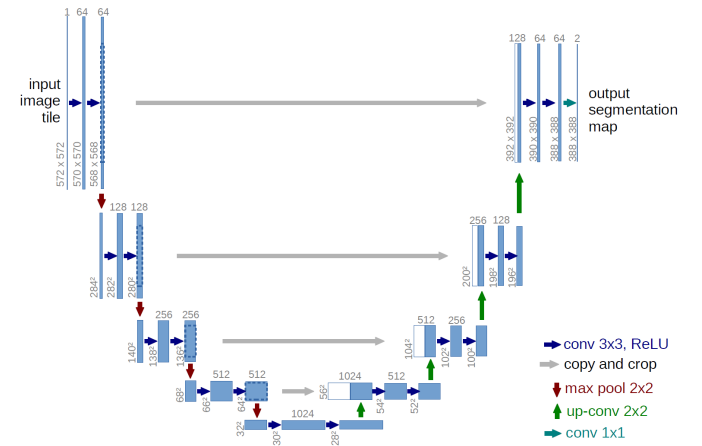 1 64 64
128
64
64
2
input
image
tile
output
segmentation
map
572 x 572
570 x 570
568 x 568
392 x 392
390 x 390
388 x 388
388 x 388
128 128
256
128
284²
282²
280²
200²
198²
196²
256 256
512
256
140²
138²
136²
104²
102²
100²
512 512
1024
512
68²
66²
64²
56²
54²
52²
1024
32²
30²
28²
conv 3x3, ReLU
copy and crop
max pool 2x2
up-conv 2x2
conv 1x1